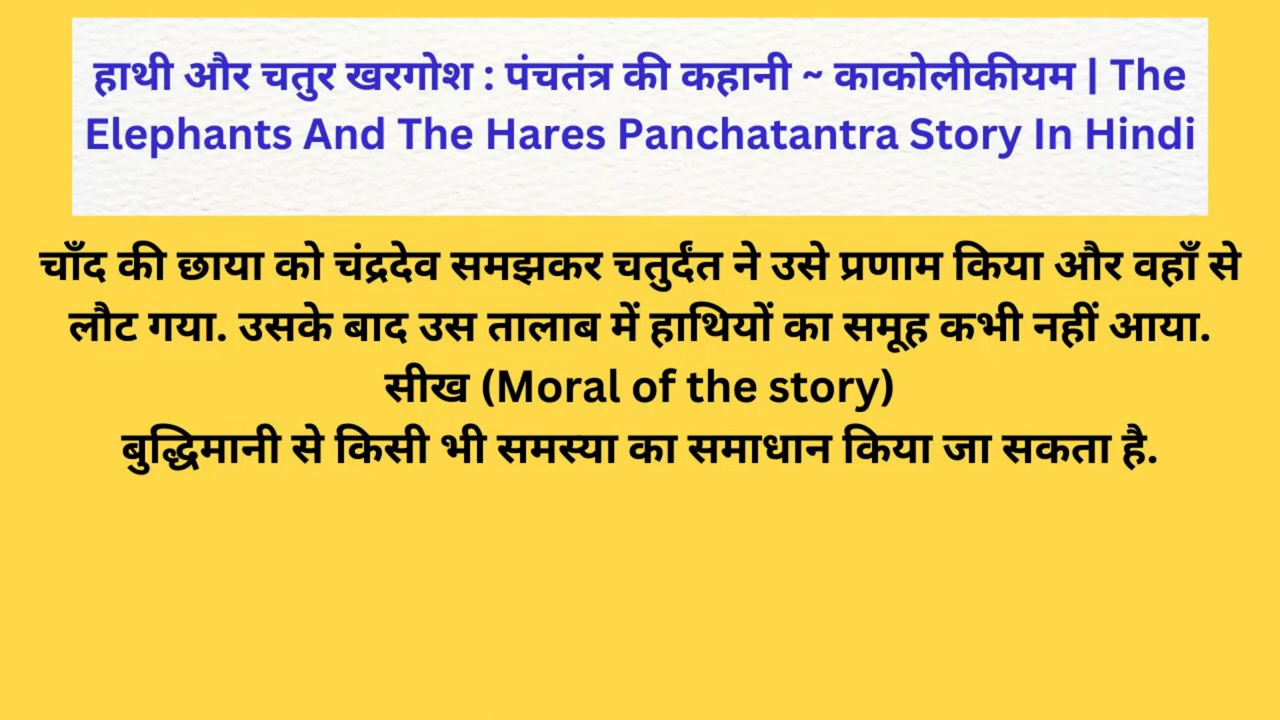 हाथी और चतुर खरगोश : पंचतंत्र की कहानी ~ काकोलीकीयम | The
Elephants And The Hares Panchatantra Story In Hindi
चाँद की छाया को चंद्रदेव समझकर चतुर्दंत ने उसे प्रणाम किया और वहाँ से
लौट गया. उसके बाद उस तालाब में हाथियों का समूह कभी नहीं आया.
सीख (Moral of the story)
बुद्धिमानी से किसी भी समस्या का समाधान किया जा सकता है.